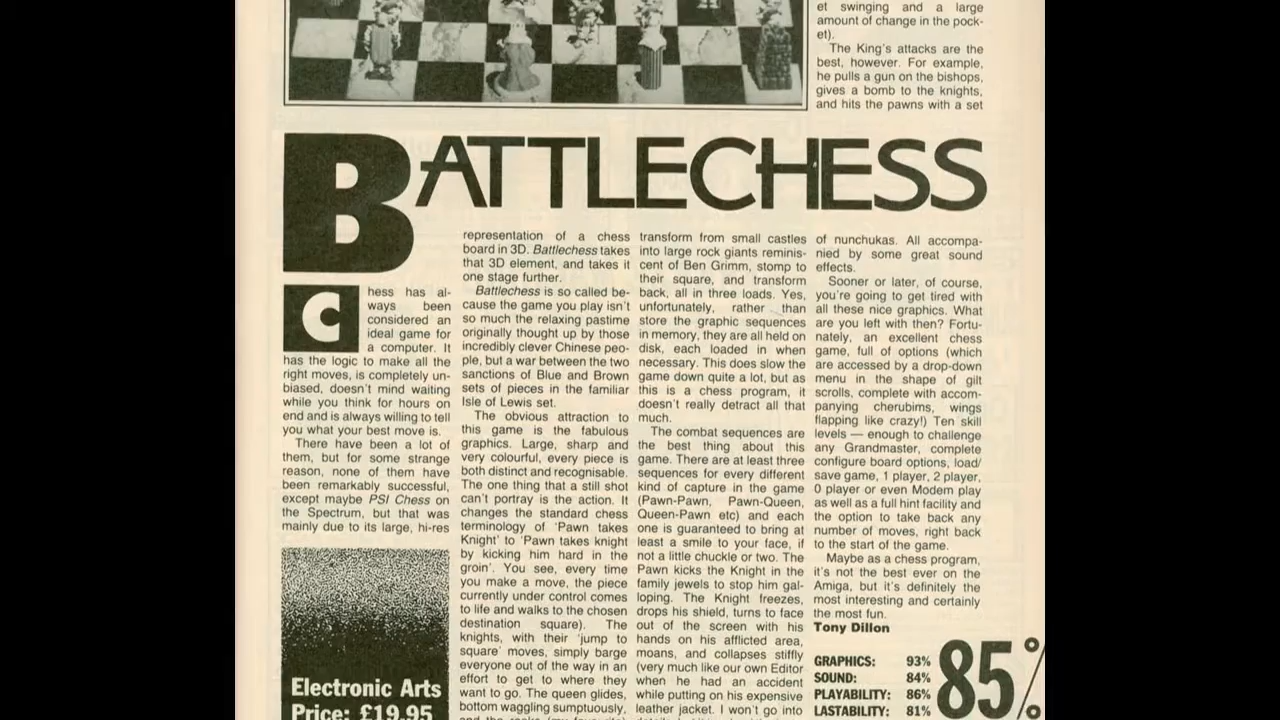 et swinging and a large
amount of change in the pock-
et).
The King's attacks are the
best, however. For example,
he pulls a gun on the bishops,
gives a bomb to the knights,
and hits the pawns with a set
BATTLECHESS
Chess has al-
ways been
considered an
ideal game for
a computer. It
has the logic to make all the
right moves, is completely un-
biased, doesn't mind waiting
while you think for hours on
end and is always willing to tell
you what your best move is.
There have been a lot of
them, but for some strange
reason, none of them have
been remarkably successful,
except maybe PSI Chess on
the Spectrum, but that was
mainly due to its large, hi-res
Electronic Arts
Price: £19.95
representation of a chess
board in 3D. Battlechess takes
that 3D element, and takes it
one stage further.
Battlechess is so called be-
cause the game you play isn't
so much the relaxing pastime
originally thought up by those
incredibly clever Chinese peo-
ple, but a war between the two
sanctions of Blue and Brown
sets of pieces in the familiar
Isle of Lewis set.
The obvious attraction to
this game is the fabulous
graphics. Large, sharp and
very colourful, every piece is
both distinct and recognisable.
The one thing that a still shot
can't portray is the action. It
changes the standard chess
terminology of 'Pawn takes
Knight' to 'Pawn takes knight
by kicking him hard in the
groin'. You see, every time
you make a move, the piece
currently under control comes
to life and walks to the chosen
destination square). The
knights, with their 'jump to
square' moves, simply barge
everyone out of the way in an
effort to get to where they
want to go. The queen glides,
bottom waggling sumptuously,
transform from small castles
into large rock giants reminis-
cent of Ben Grimm, stomp to
their square, and transform
back, all in three loads. Yes,
unfortunately, rather than
store the graphic sequences
in memory, they are all held on
disk, each loaded in when
necessary. This does slow the
game down quite a lot, but as
this is a chess program, it
doesn't really detract all that
much.
The combat sequences are
the best thing about this
game. There are at least three
sequences for every different
kind of capture in the game
(Pawn-Pawn, Pawn-Queen,
Queen-Pawn etc) and each
one is guaranteed to bring at
least a smile to your face, if
not a little chuckle or two. The
Pawn kicks the Knight in the
family jewels to stop him gal-
loping. The Knight freezes,
drops his shield, turns to face
out of the screen with his
hands on his afflicted area,
moans, and collapses stiffly
(very much like our own Editor
when he had an accident
while putting on his expensive
leather jacket. I won't go into
of nunchukas. All accompa-
nied by some great sound
effects.
Sooner or later, of course,
you're going to get tired with
all these nice graphics. What
are you left with then? Fortu-
nately, an excellent chess
game, full of options (which
are accessed by a drop-down
menu in the shape of gilt
scrolls, complete with accom-
panying cherubims, wings
flapping like crazy!) Ten skill
levels — enough to challenge
any Grandmaster, complete
configure board options, load/
save game, 1 player, 2 player,
0 player or even Modem play
as well as a full hint facility and
the option to take back any
number of moves, right back
to the start of the game.
Maybe as a chess program,
it's not the best ever on the
Amiga, but it's definitely the
most interesting and certainly
the most fun.
Tony Dillon
GRAPHICS: 93%
SOUND: 84%
PLAYABILITY: 86%
LASTABILITY: 81%
85%